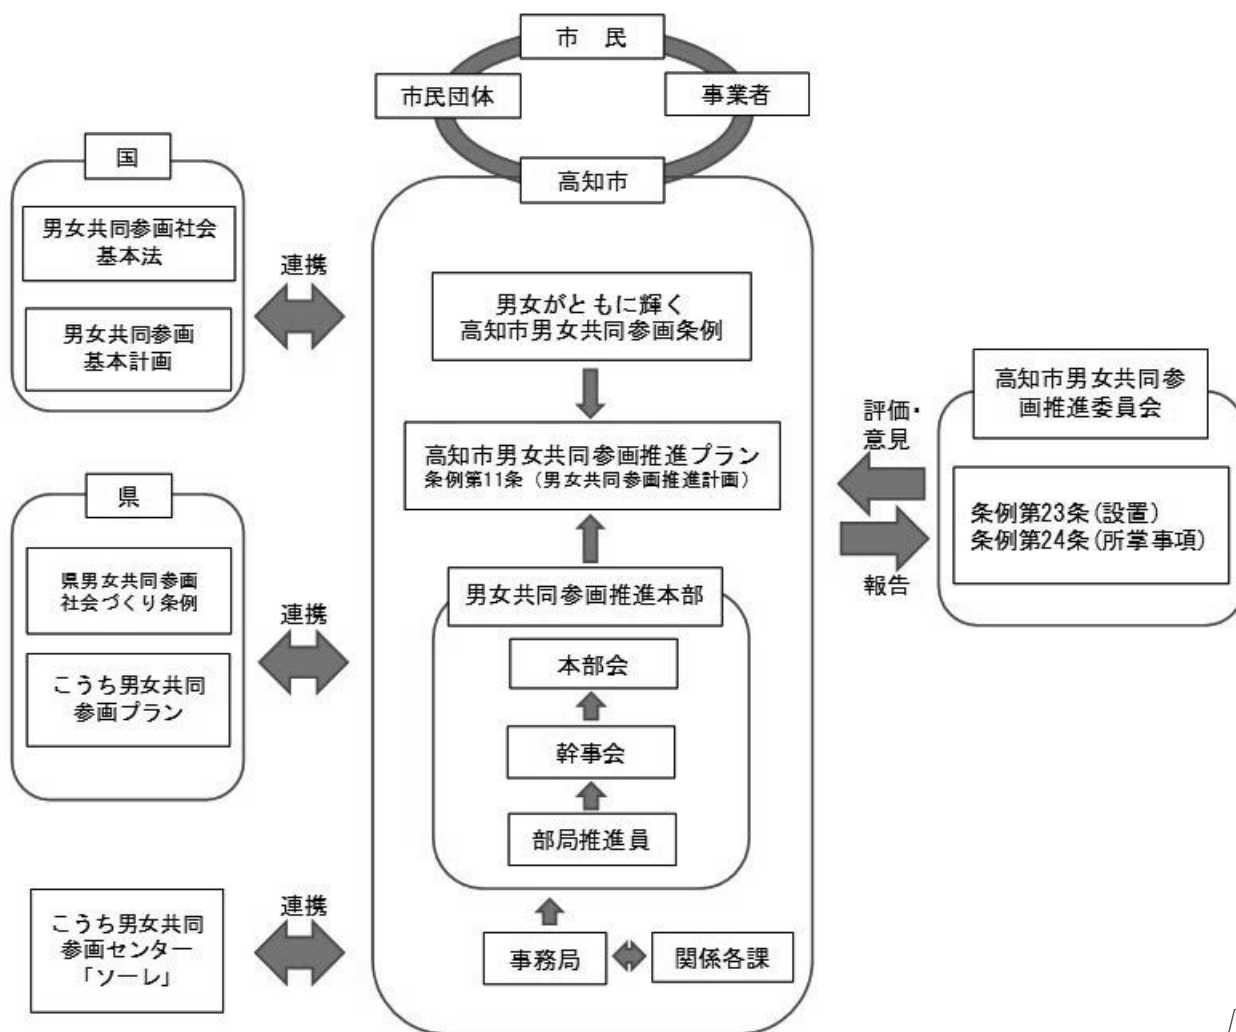 市　民
市民団体
事業者
高知市
国
男女共同参画社会
基本法
男女共同参画
基本計画
連携
県
県男女共同参画
社会づくり条例
こうち男女共同
参画プラン
連携
こうち男女共同
参画センター
「ソーレ」
連携
男女がともに輝く
高知市男女共同参画条例
高知市男女共同参画推進プラン
条例第11条（男女共同参画推進計画）
男女共同参画推進本部
本部会
幹事会
部局推進員
事務局
関係各課
評価・
意見
報告
高知市男女共同参
画推進委員会
条例第23条(設置)
条例第24条(所掌事項)